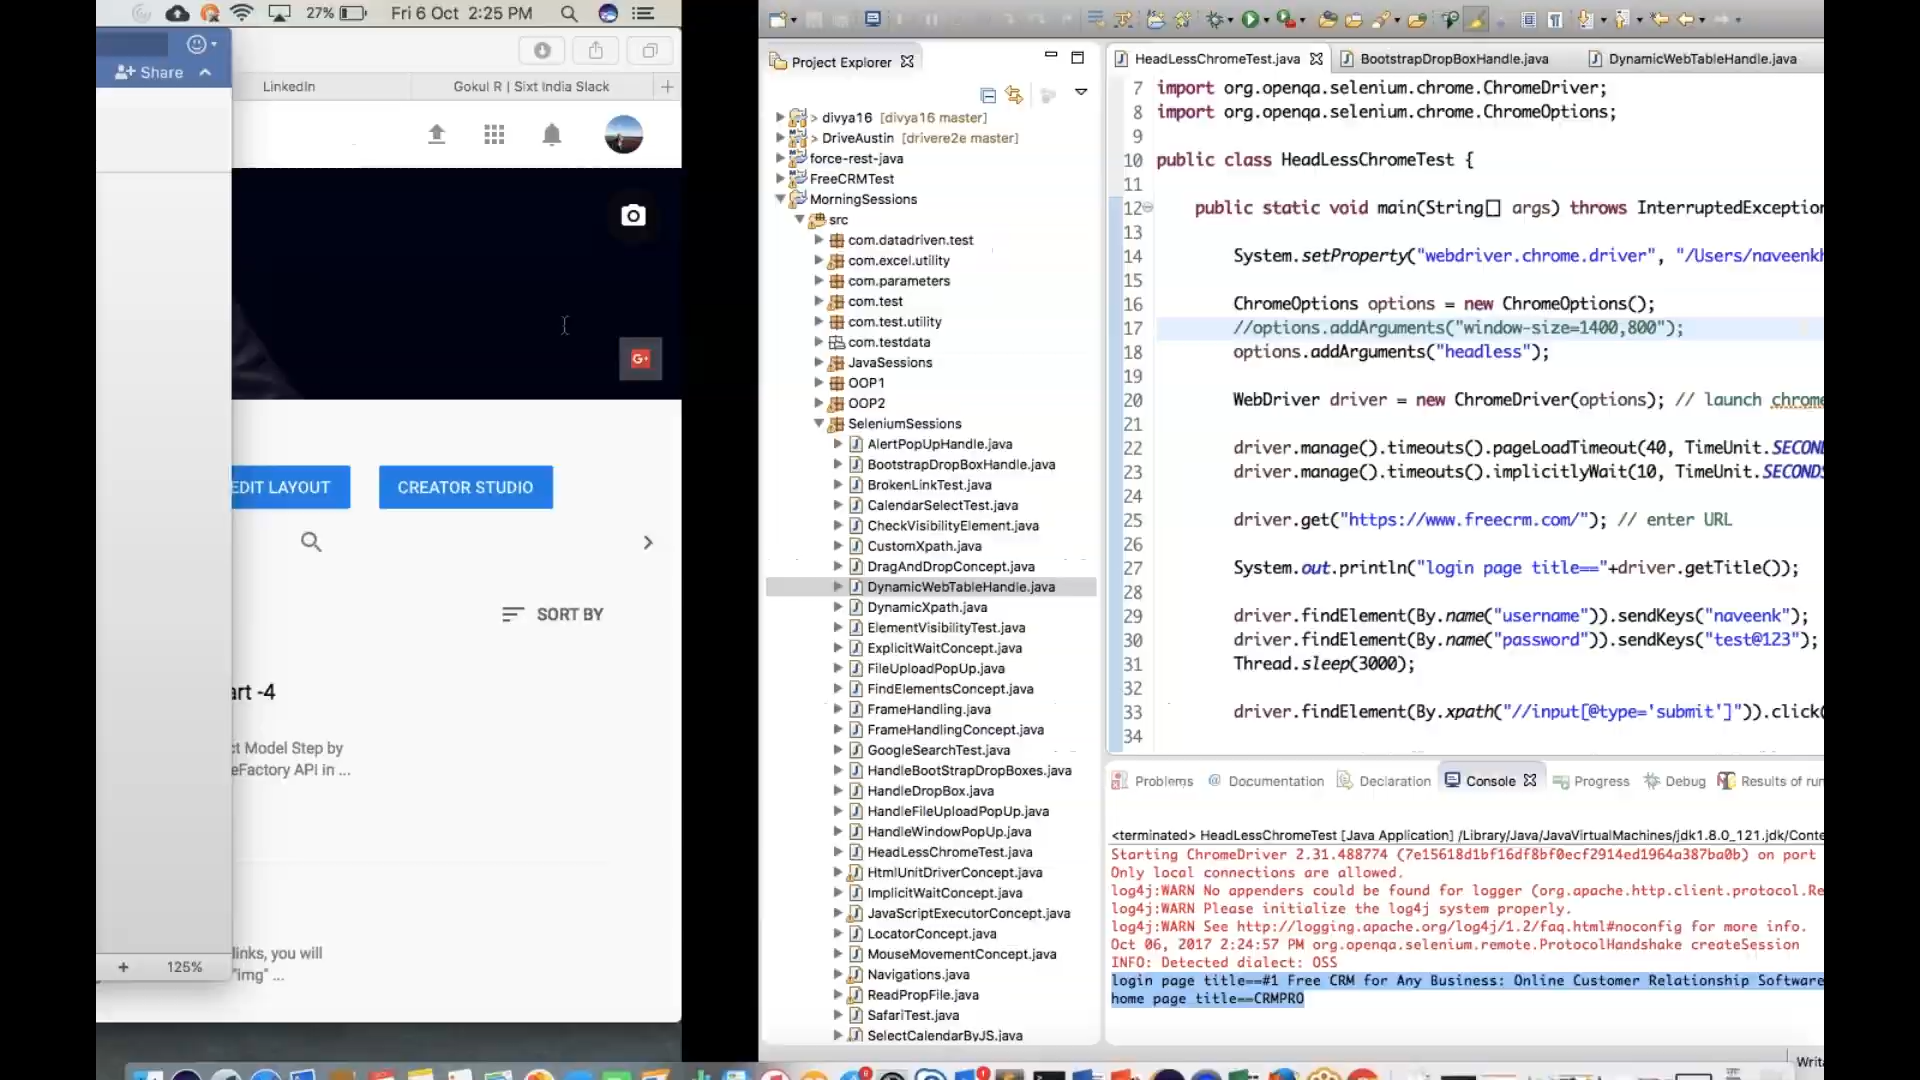 27%
Fri 6 Oct 2:25 PM
Share
LinkedIn
Gokul R | Sixt India Slack
EDIT LAYOUT
CREATOR STUDIO
SORT BY
art -4
ct Model Step by
eFactory API in ...
links, you will
"img" ...
+ 125%
Project Explorer
> divya16 [divya16 master]
> DriveAustin [drivere2e master]
force-rest-java
FreeCRMTest
MorningSessions
src
com.datadriven.test
com.excel.utility
com.parameters
com.test
com.test.utility
com.testdata
JavaSessions
OOP1
OOP2
SeleniumSessions
AlertPopUpHandle.java
BootstrapDropBoxHandle.java
BrokenLinkTest.java
CalendarSelectTest.java
CheckVisibilityElement.java
CustomXpath.java
DragAndDropConcept.java
DynamicWebTableHandle.java
DynamicXpath.java
ElementVisibilityTest.java
ExplicitWaitConcept.java
FileUploadPopUp.java
FindElementsConcept.java
FrameHandling.java
FrameHandlingConcept.java
GoogleSearchTest.java
HandleBootStrapDropBoxes.java
HandleDropBox.java
HandleFileUploadPopUp.java
HandleWindowPopUp.java
HeadLessChromeTest.java
HtmlUnitDriverConcept.java
ImplicitWaitConcept.java
JavaScriptExecutorConcept.java
LocatorConcept.java
MouseMovementConcept.java
Navigations.java
ReadPropFile.java
SafariTest.java
SelectCalendarByJS.java
HeadLessChromeTest.java
BootstrapDropBoxHandle.java
DynamicWebTableHandle.java
7 import org.openqa.selenium.chrome.ChromeDriver;
8 import org.openqa.selenium.chrome.ChromeOptions;
9
10 public class HeadLessChromeTest {
11
12 public static void main(String[] args) throws InterruptedException
13
14 System.setProperty("webdriver.chrome.driver", "/Users/naveenkh
15
16 ChromeOptions options = new ChromeOptions();
17 //options.addArguments("window-size=1400,800");
18 options.addArguments("headless");
19
20 WebDriver driver = new ChromeDriver(options); // launch chrome
21
22 driver.manage().timeouts().pageLoadTimeout(40, TimeUnit.SECOND
23 driver.manage().timeouts().implicitlyWait(10, TimeUnit.SECONDS
24
25 driver.get("https://www.freecrm.com/"); // enter URL
26
27 System.out.println("login page title=="+driver.getTitle());
28
29 driver.findElement(By.name("username")).sendKeys("naveenk");
30 driver.findElement(By.name("password")).sendKeys("test@123");
31 Thread.sleep(3000);
32
33 driver.findElement(By.xpath("//input[@type='submit']")).click(
34
Problems
Documentation
Declaration
Console
Progress
Debug
Results of run
<terminated> HeadLessChromeTest [Java Application] /Library/Java/JavaVirtualMachines/jdk1.8.0_121.jdk/Conte
Starting ChromeDriver 2.31.488774 (7e15618d1bf16df8bf0ecf2914ed1964a387ba0b) on port
Only local connections are allowed.
log4j:WARN No appenders could be found for logger (org.apache.http.client.protocol.Re
log4j:WARN Please initialize the log4j system properly.
log4j:WARN See http://logging.apache.org/log4j/1.2/faq.html#noconfig for more info.
Oct 06, 2017 2:24:57 PM org.openqa.selenium.remote.ProtocolHandshake createSession
INFO: Detected dialect: OSS
login page title==#1 Free CRM for Any Business: Online Customer Relationship Software
home page title==CRMPRO
Writa